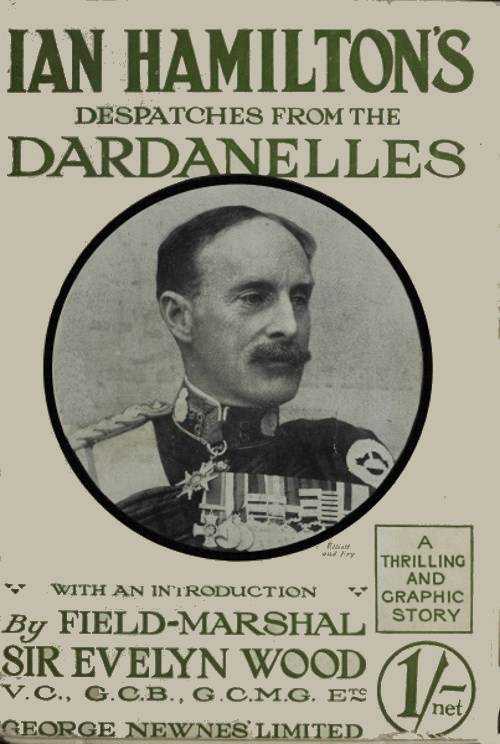 IAN HAMILTON'S
DESPATCHES FROM THE
DARDANELLES
Elliott
and Fry
A
THRILLING
AND
GRAPHIC
STORY
WITH AN INTRODUCTION
By FIELD-MARSHAL
SIR EVELYN WOOD
V.C., G.C.B., G.C.M.G. ETC
1/- net
GEORGE NEWNES LIMITED